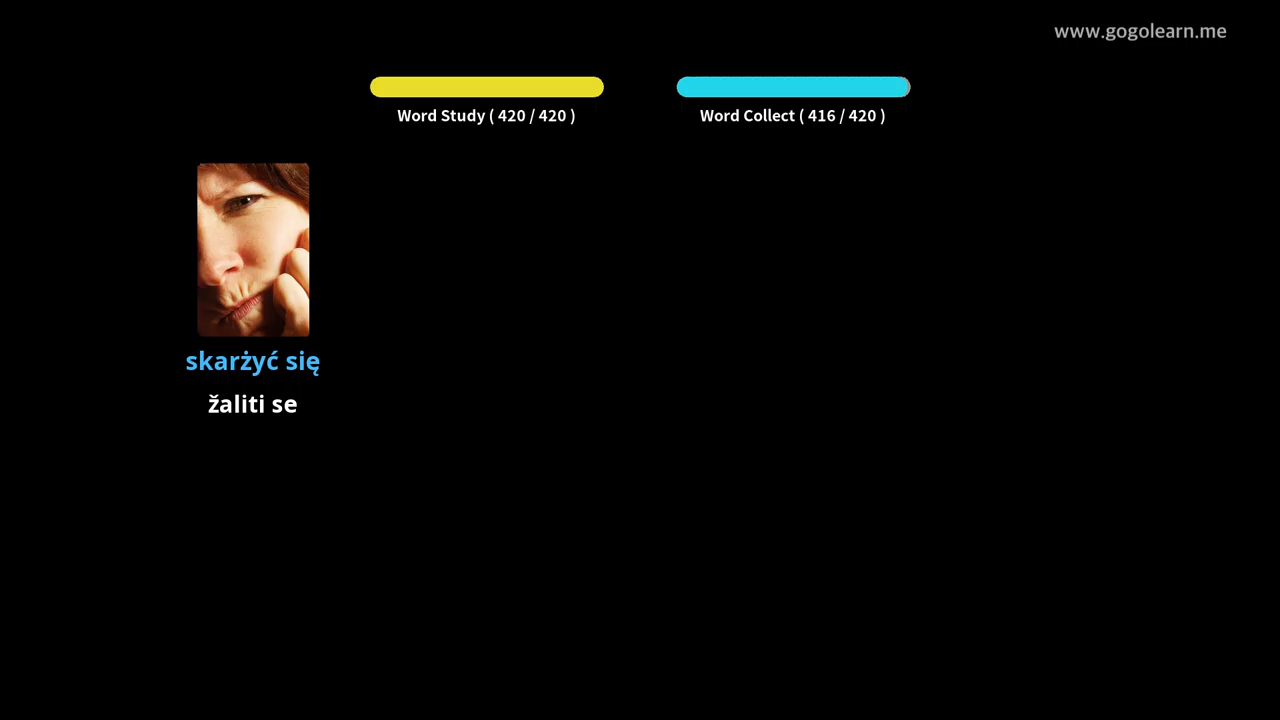 www.gogolearn.me
Word Study ( 420 / 420 )
Word Collect ( 416 / 420 )
skarżyć się
žaliti se